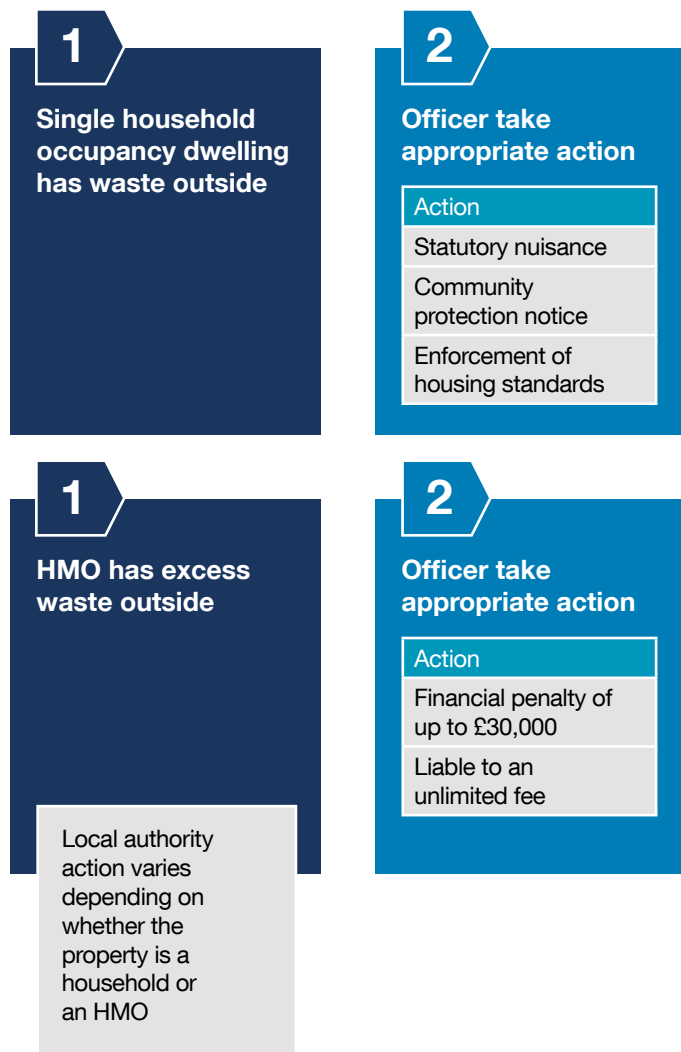 1
Single household
occupancy dwelling
has waste outside
2
Officer take
appropriate action
Action
Statutory nuisance
Community
protection notice
Enforcement of
housing standards
1
HMO has excess
waste outside
Local authority
action varies
depending on
whether the
property is a
household or
an HMO
2
Officer take
appropriate action
Action
Financial penalty of
up to £30,000
Liable to an
unlimited fee